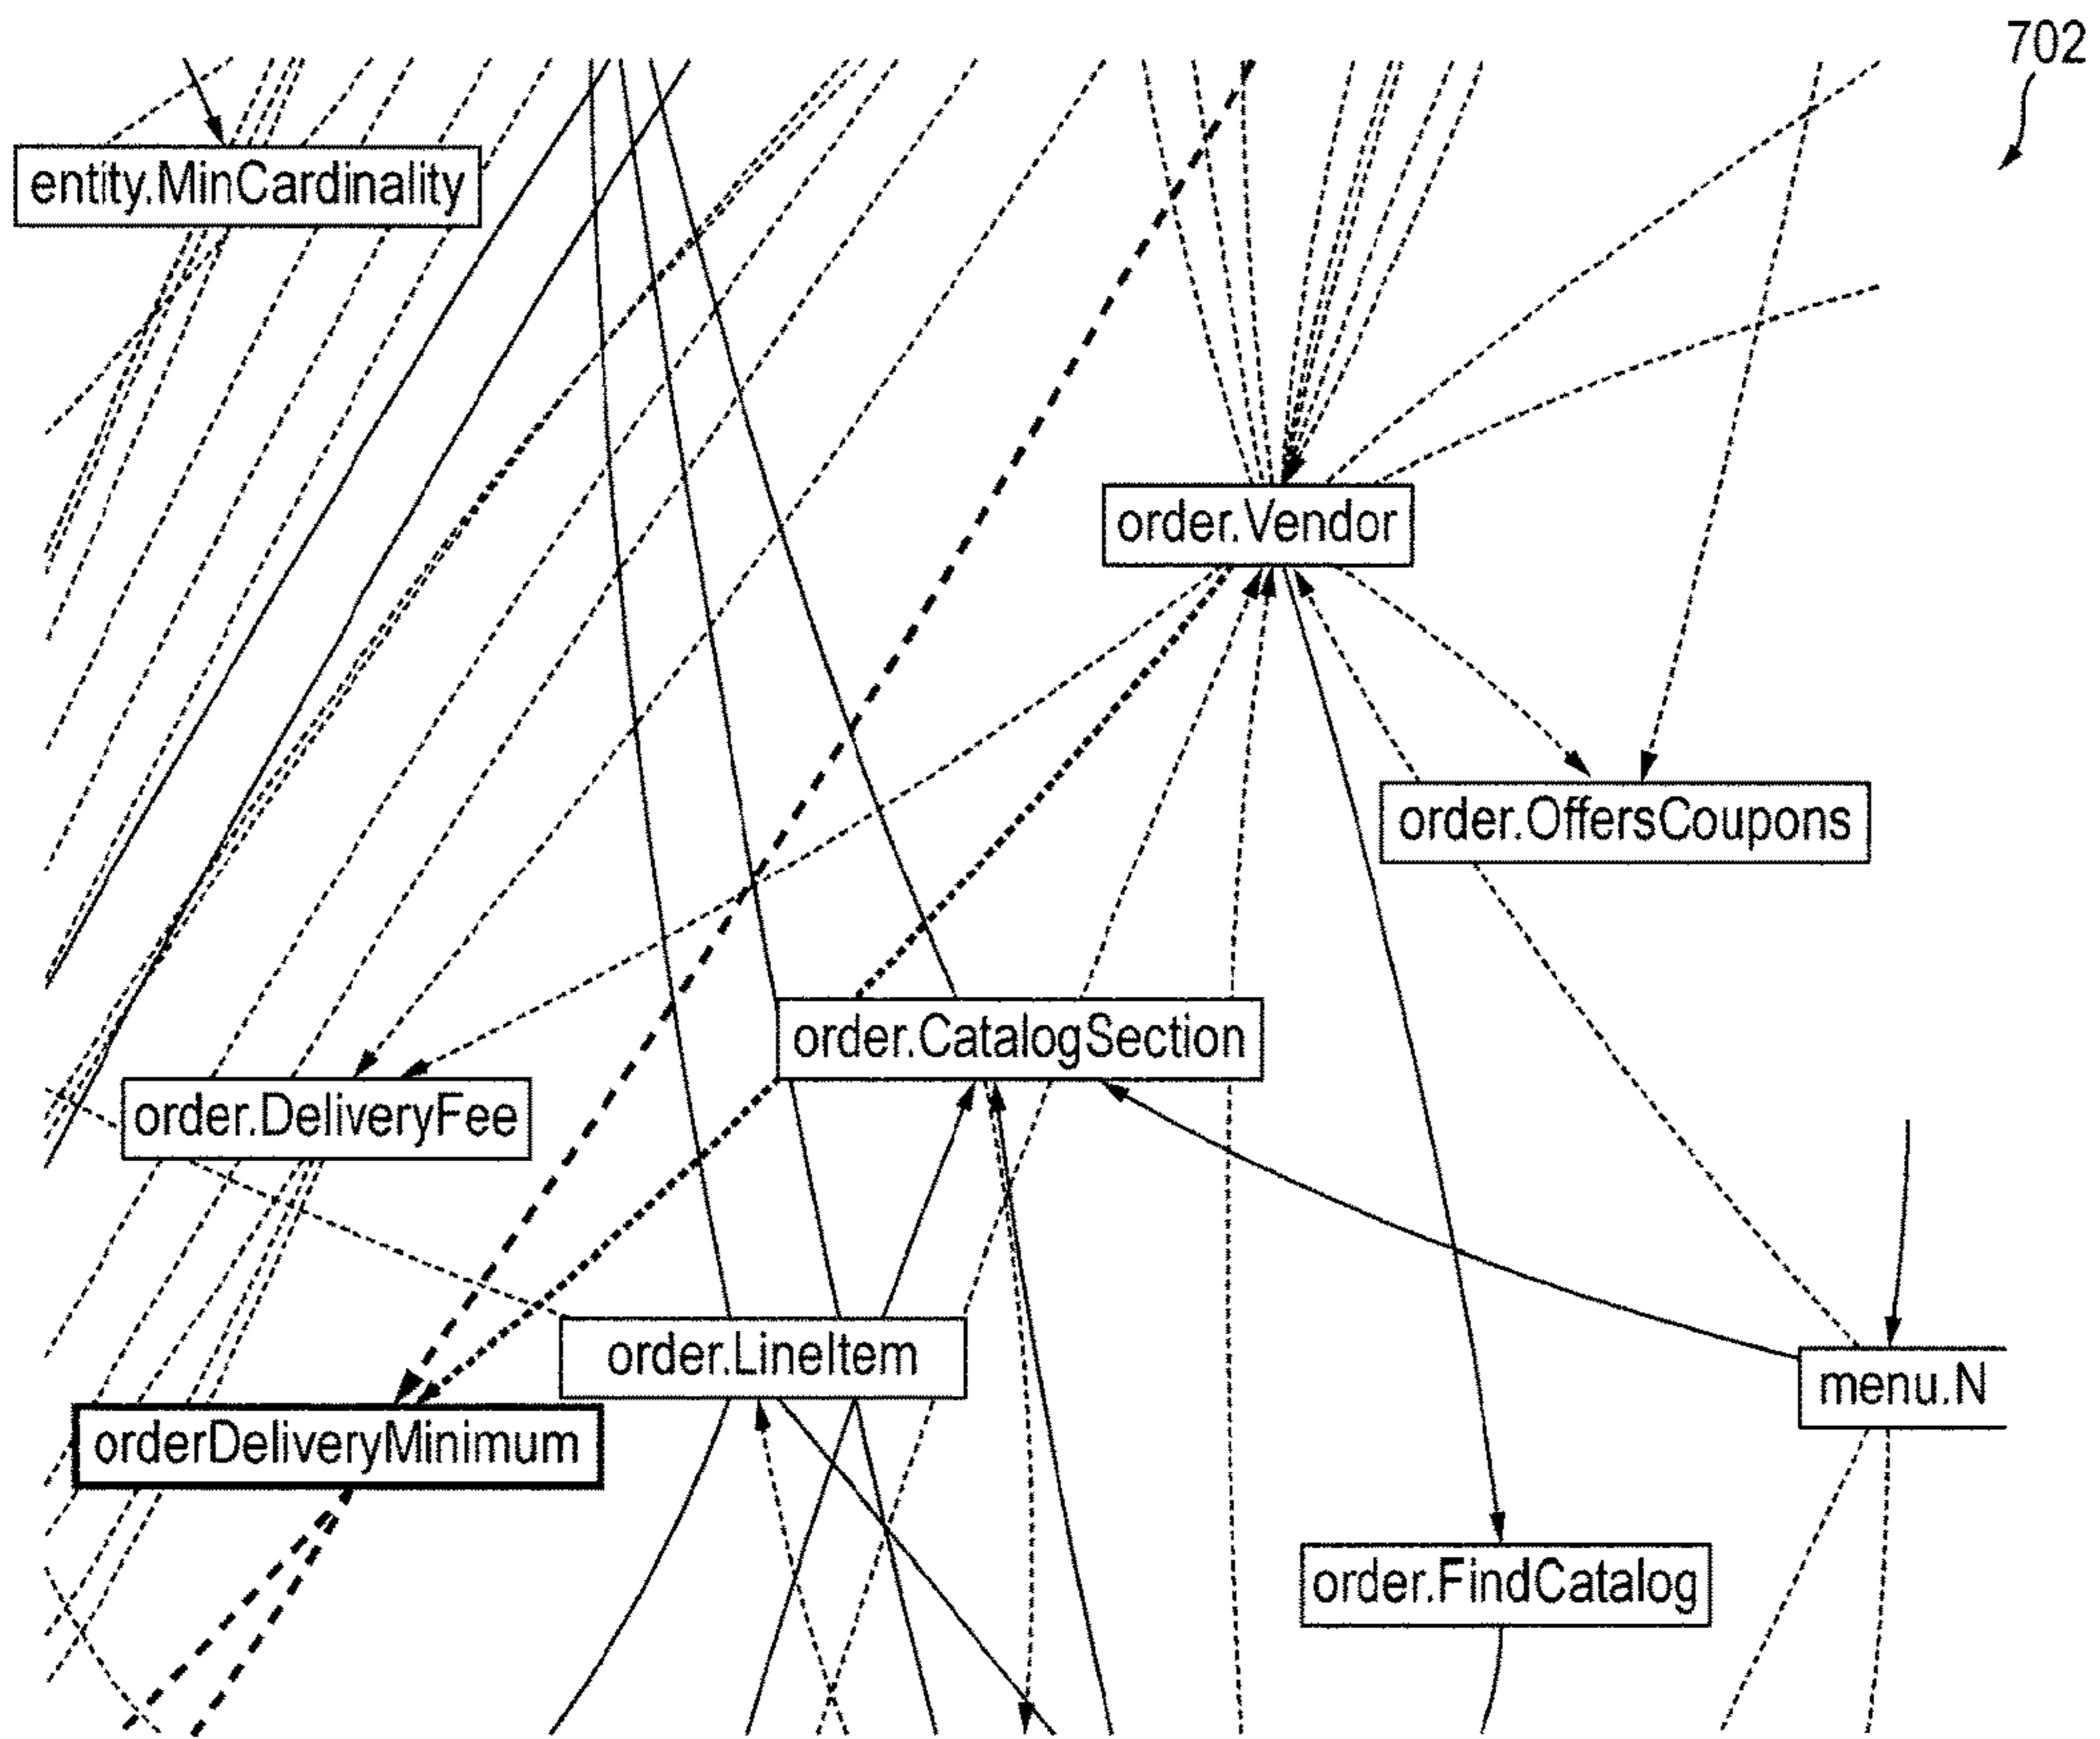 702
entity.MinCardinality
order.Vendor
order.OffersCoupons
order.CatalogSection
order.DeliveryFee
order.LineItem
menu.N
orderDeliveryMinimum
order.FindCatalog